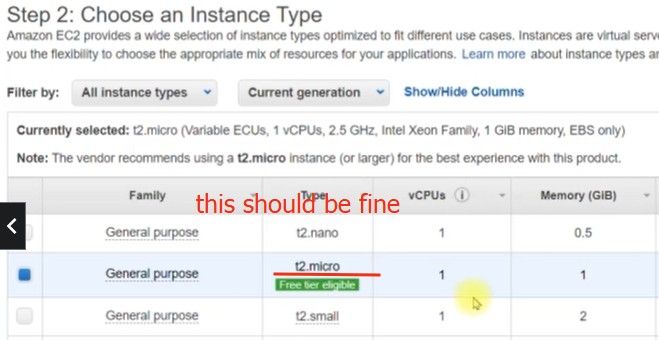 Step 2: Choose an Instance Type
Amazon EC2 provides a wide selection of instance types optimized to fit different use cases. Instances are virtual
you the flexibility to choose the appropriate mix of resources for your applications. Learn more about instance types
Filter by: All instance types Current generation Show/Hide Columns
Currently selected: t2.micro (Variable ECUs, 1 vCPUs, 2.5 GHz, Intel Xeon Family, 1 GiB memory, EBS only)
Note: The vendor recommends using a t2.micro instance (or larger) for the best experience with this product.
Family Type vCPUs i Memory (GiB)
this should be fine
General purpose t2.nano 1 0.5
General purpose t2.micro 1 1
Free tier eligible
General purpose t2.small 1 2